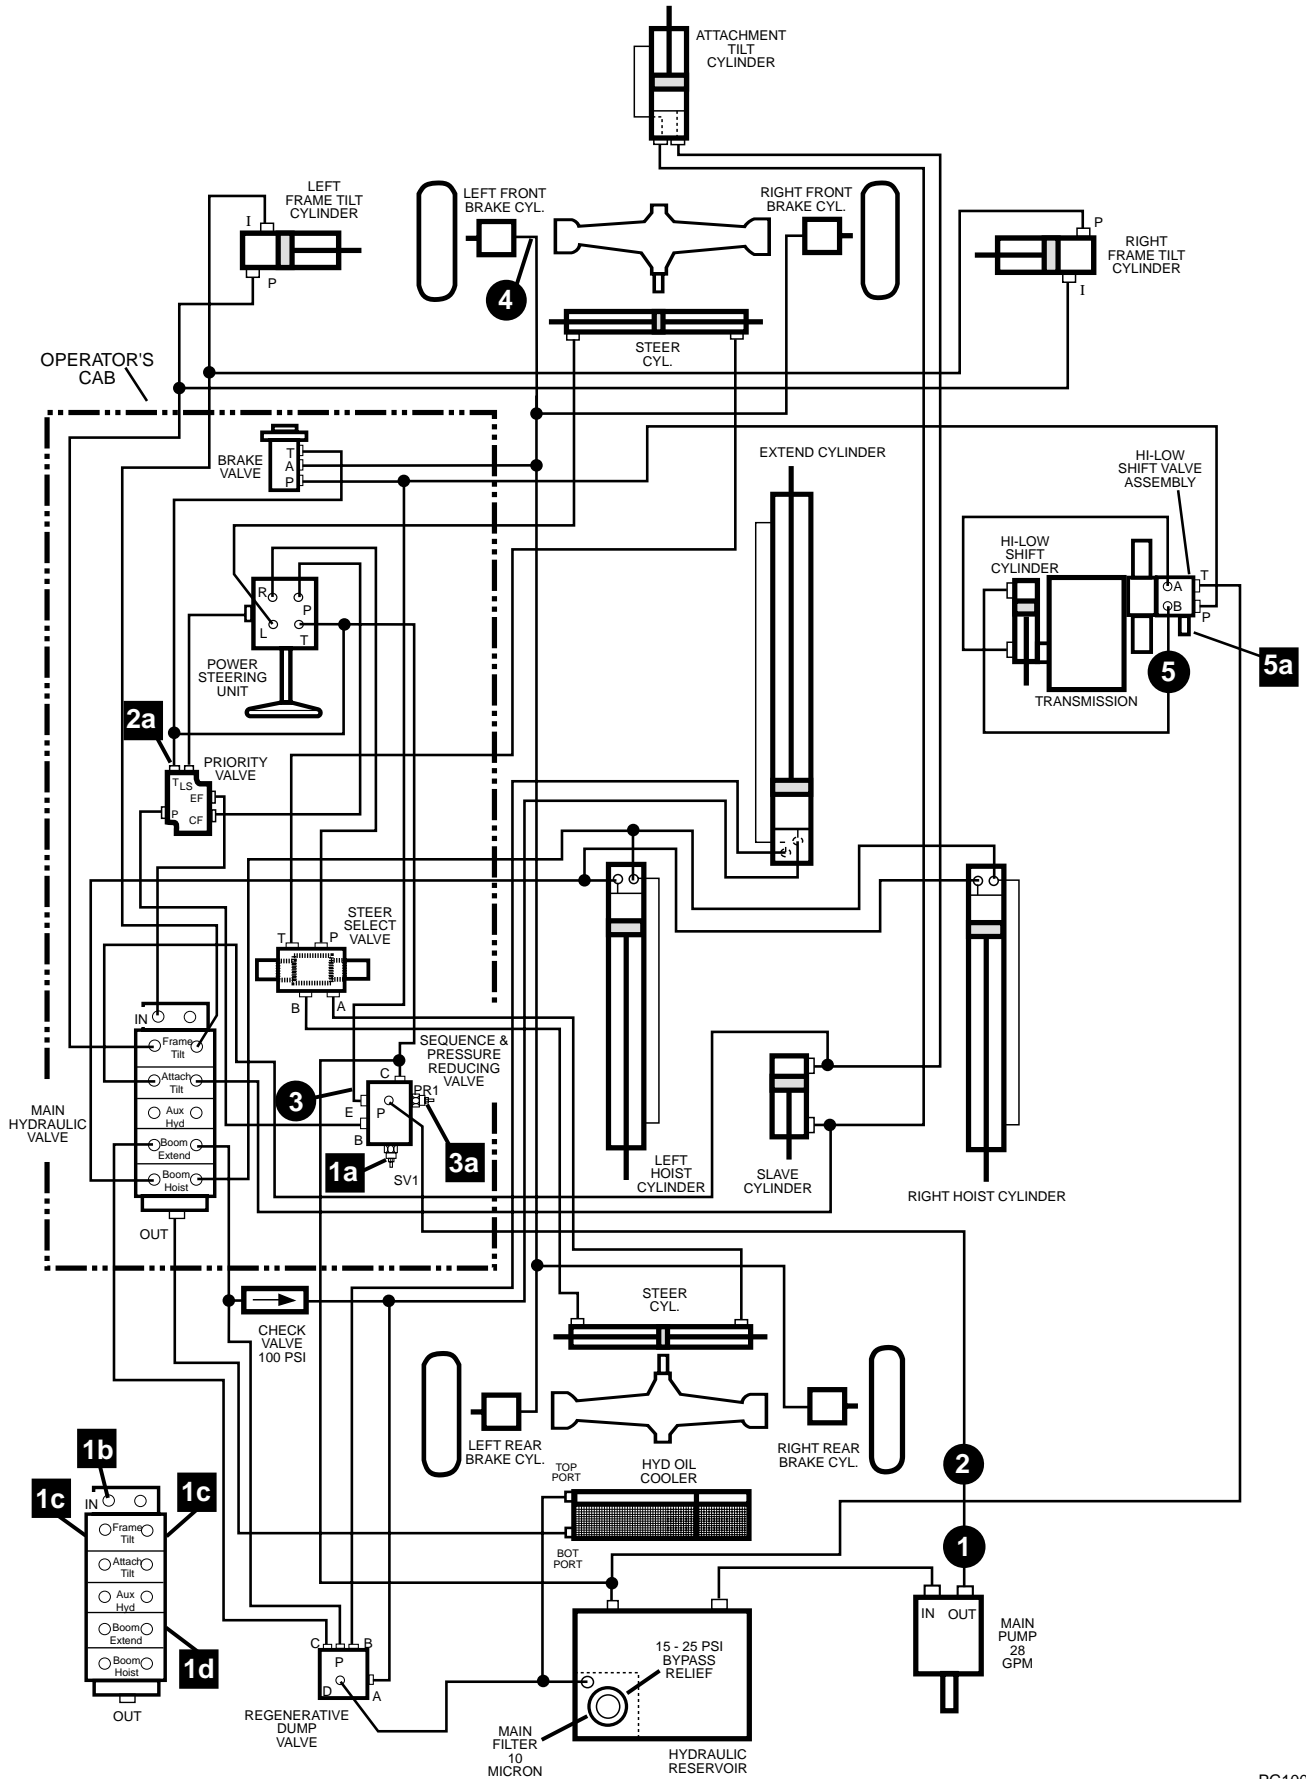 ATTACHMENT
TILT
CYLINDER
LEFT
FRAME TILT
CYLINDER
I
P
LEFT FRONT
BRAKE CYL.
RIGHT FRONT
BRAKE CYL.
P
RIGHT
FRAME TILT
CYLINDER
I
4
STEER
CYL.
OPERATOR'S
CAB
BRAKE
VALVE
T
A
P
EXTEND CYLINDER
HI-LOW
SHIFT VALVE
ASSEMBLY
HI-LOW
SHIFT
CYLINDER
A
B
T
P
5
5a
TRANSMISSION
R
P
L
T
POWER
STEERING
UNIT
2a
PRIORITY
VALVE
T
LS
EF
P
CF
STEER
SELECT
VALVE
T
P
B
A
IN
Frame
Tilt
Attach
Tilt
Aux
Hyd
Boom
Extend
Boom
Hoist
OUT
MAIN
HYDRAULIC
VALVE
SEQUENCE &
PRESSURE
REDUCING
VALVE
C
PR1
E
P
B
3
1a
SV1
3a
LEFT
HOIST
CYLINDER
SLAVE
CYLINDER
RIGHT HOIST CYLINDER
CHECK
VALVE
100 PSI
STEER
CYL.
LEFT REAR
BRAKE CYL.
RIGHT REAR
BRAKE CYL.
HYD OIL
COOLER
TOP
PORT
BOT
PORT
2
1
1b
1c
1c
IN
Frame
Tilt
Attach
Tilt
Aux
Hyd
Boom
Extend
Boom
Hoist
1d
OUT
C
P
B
D
A
REGENERATIVE
DUMP
VALVE
15 - 25 PSI
BYPASS
RELIEF
MAIN
FILTER
10
MICRON
HYDRAULIC
RESERVOIR
IN
OUT
MAIN
PUMP
28
GPM